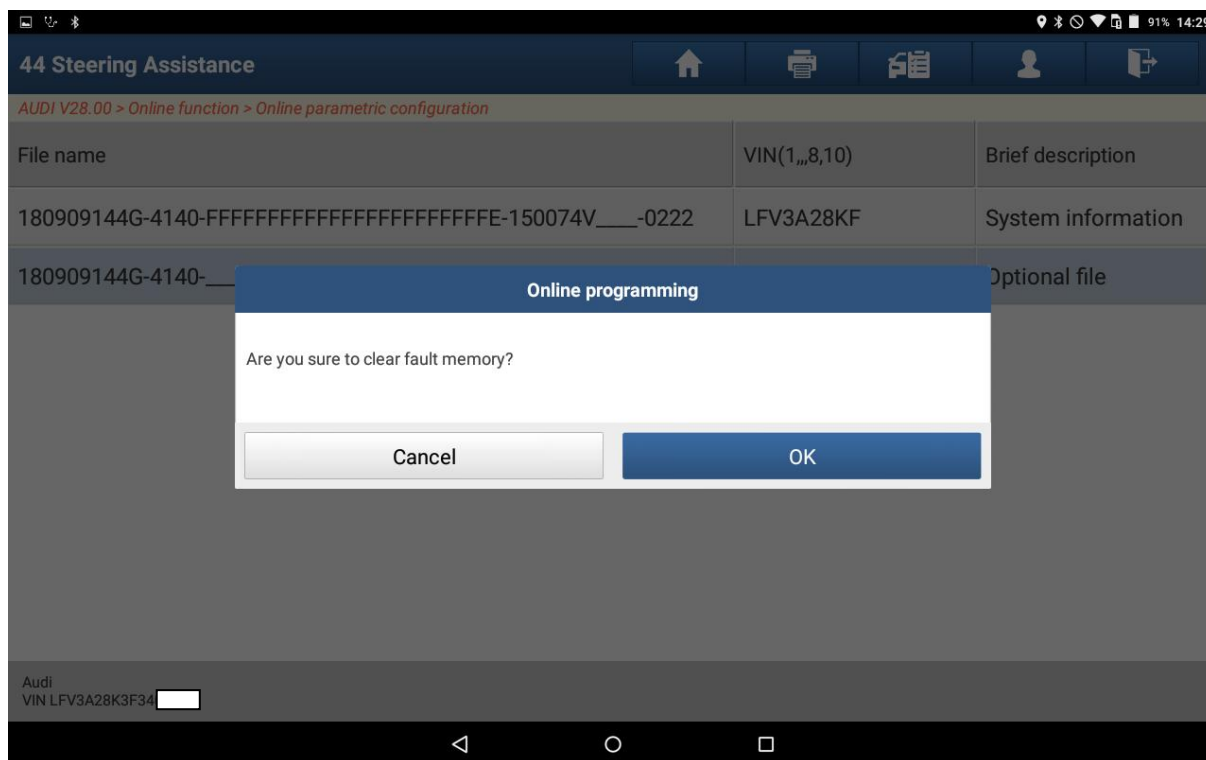 91% 14:29
44 Steering Assistance
AUDI V28.00 > Online function > Online parametric configuration
File name VIN(1,,,8,10) Brief description
180909144G-4140-FFFFFFFFFFFFFFFFFFFFFFFE-150074V____-0222 LFV3A28KF System information
180909144G-4140-___ Optional file
Online programming
Are you sure to clear fault memory?
Cancel OK
Audi
VIN LFV3A28K3F34